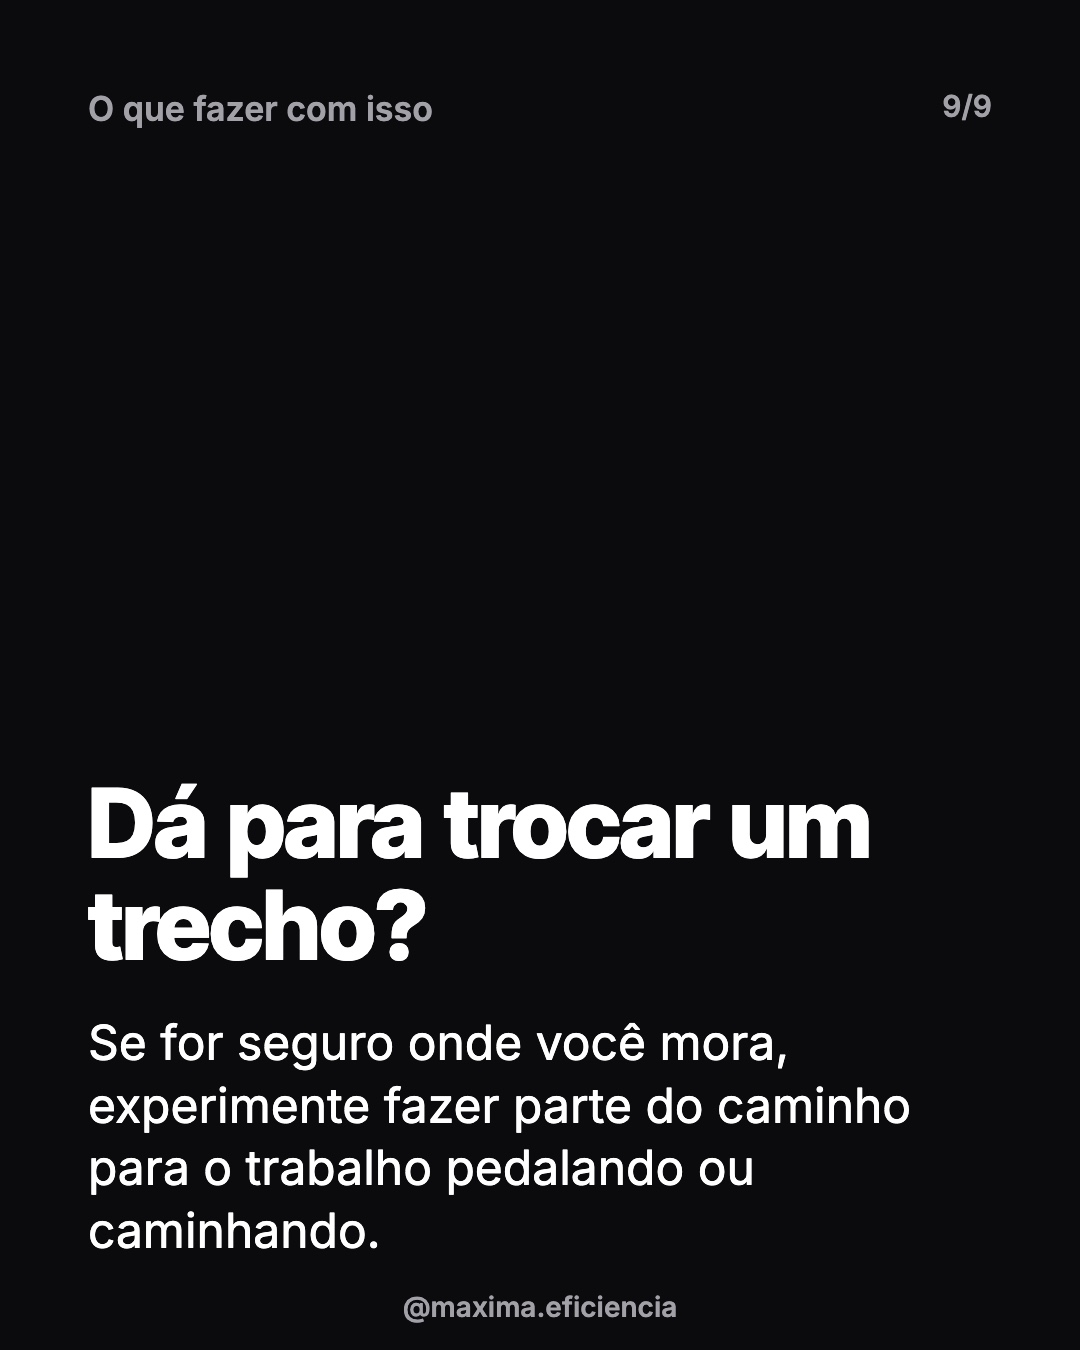 O que fazer com isso
9/9
Dá para trocar um
trecho?
Se for seguro onde você mora,
experimente fazer parte do caminho
para o trabalho pedalando ou
caminhando.
@maxima.eficiencia